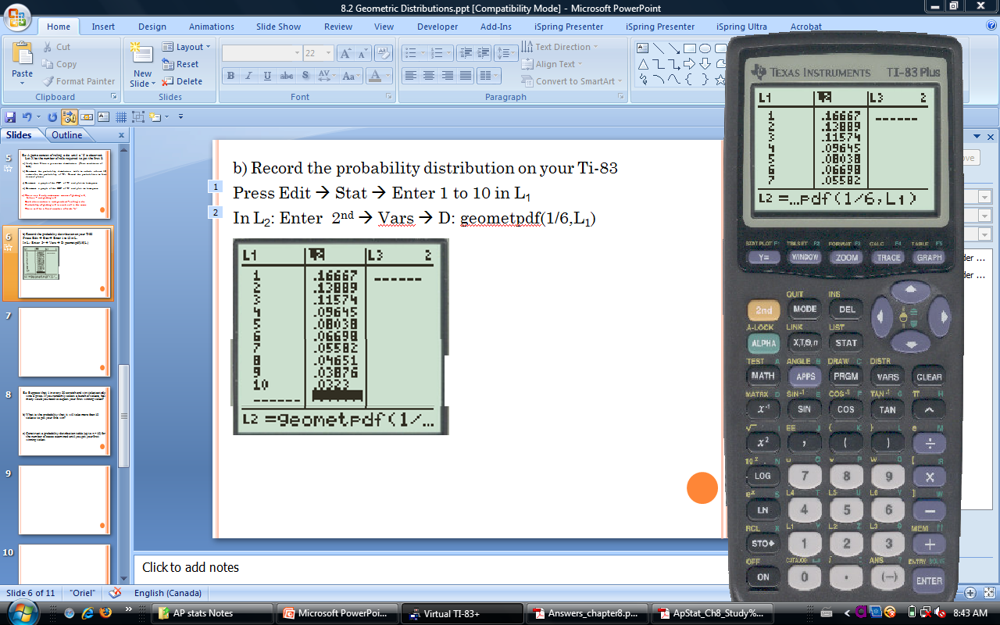 8.2 Geometric Distributions.ppt [Compatibility Mode] - Microsoft PowerPoint
Home Insert Design Animations Slide Show Review View Developer Add-Ins iSpring Presenter iSpring Presenter iSpring Ultra Acrobat
Paste
Cut
Copy
Format Painter
Clipboard
New Slide
Layout
Reset
Delete
Slides
22
Font
Text Direction
Align Text
Convert to SmartArt
Paragraph
Slides Outline
5
6
7
8
9
10
b) Record the probability distribution on your Ti-83
1
Press Edit → Stat → Enter 1 to 10 in L1
2
In L2: Enter 2nd → Vars → D: geometpdf(1/6,L1)
L1 L2 L3 2
1 .16667 ------
2 .13889
3 .11574
4 .09645
5 .08038
6 .06698
7 .05582
8 .04651
9 .03876
10 .0323
------
L2 =geometpdf(1/...
Click to add notes
TEXAS INSTRUMENTS TI-83 Plus
L1 L2 L3 2
1 .16667 ------
2 .13889
3 .11574
4 .09645
5 .08038
6 .06698
7 .05582
L2 =...pdf(1/6,L1)
STAT PLOT F1 TBLSET F2 FORMAT F3 CALC F4 TABLE F5
Y= WINDOW ZOOM TRACE GRAPH
QUIT INS
2nd MODE DEL
A-LOCK LINK LIST
ALPHA X,T,Θ,n STAT
TEST A ANGLE B DRAW C DISTR
MATH APPS PRGM VARS CLEAR
MATRX D SIN-1 E COS-1 F TAN-1 G π H
x-1 SIN COS TAN ^
√ I EE J { K } L e M
x2 , ( ) ÷
10x N u O v P w Q [ R
LOG 7 8 9 ×
ex S L4 T L5 U L6 V ] W
LN 4 5 6 −
RCL X L1 Y L2 Z L3 θ MEM "
STO 1 2 3 +
OFF CATALOG ANS ? ENTRY SOLVE
ON 0 . (−) ENTER
ove
der ...
der ...
Slide 6 of 11 "Oriel" English (Canada)
AP stats Notes Microsoft PowerPoi... Virtual TI-83+ Answers_chapter8.p... ApStat_Ch8_Study%... 8:43 AM